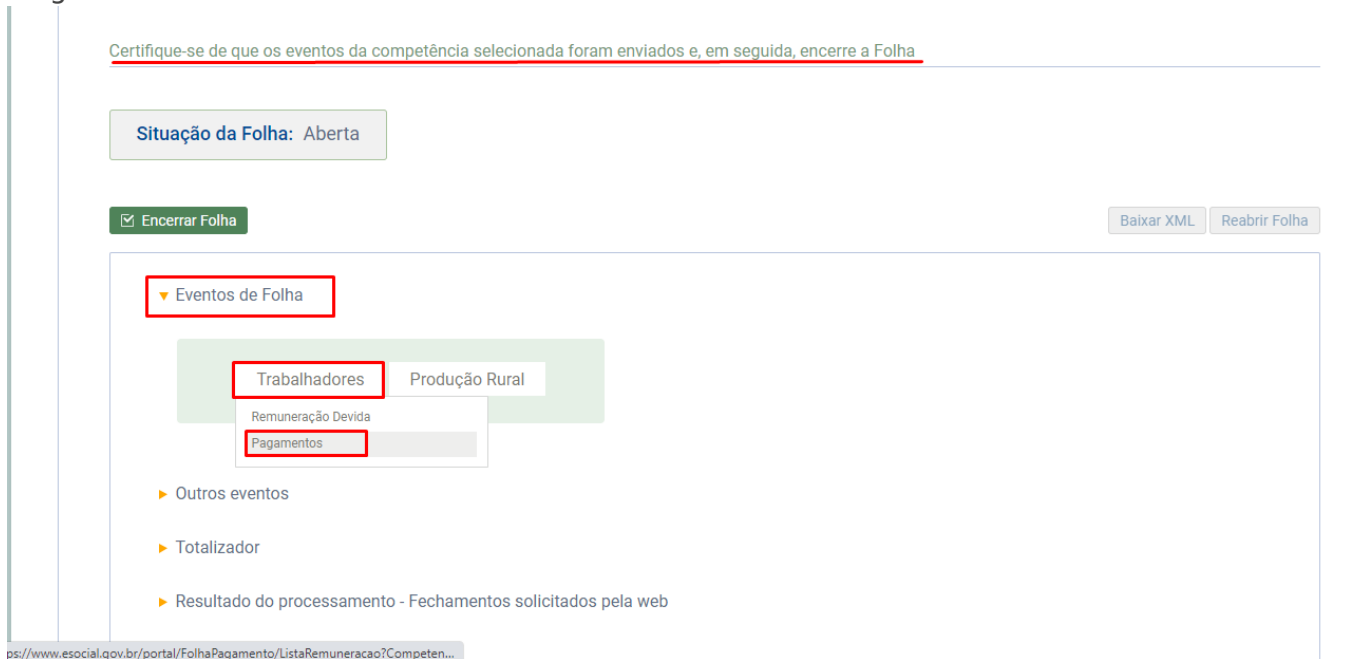 Certifique-se de que os eventos da competência selecionada foram enviados e, em seguida, encerre a Folha
Situação da Folha: Aberta
Encerrar Folha
Baixar XML
Reabrir Folha
Eventos de Folha
Trabalhadores
Produção Rural
Remuneração Devida
Pagamentos
Outros eventos
Totalizador
Resultado do processamento - Fechamentos solicitados pela web
ps://www.esocial.gov.br/portal/FolhaPagamento/ListaRemuneracao?Competen...